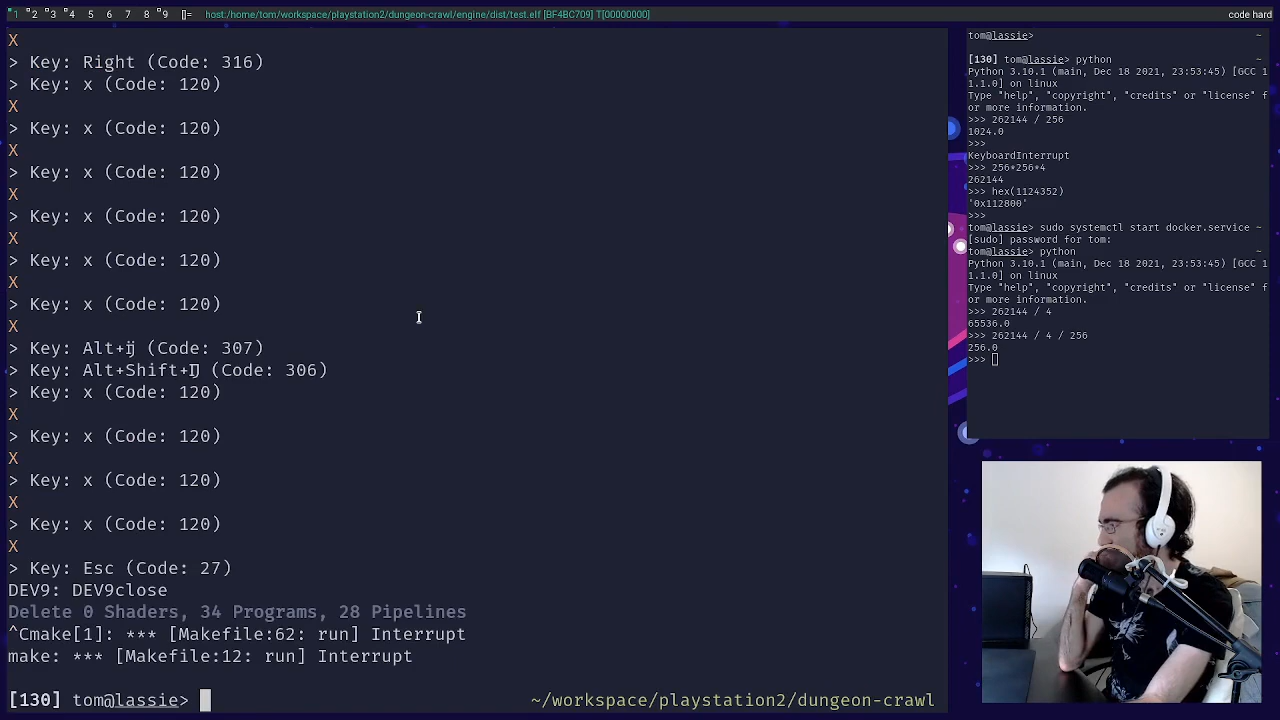 1 "2 "3 "4 5 6 7 8 "9 []= host:/home/tom/workspace/playstation2/dungeon-crawl/engine/dist/test.elf [BF4BC709] T[00000000] code hard
X
> Key: Right (Code: 316)
> Key: x (Code: 120)
X
> Key: x (Code: 120)
X
> Key: x (Code: 120)
X
> Key: x (Code: 120)
X
> Key: x (Code: 120)
X
> Key: x (Code: 120)
X
> Key: Alt+ij (Code: 307)
> Key: Alt+Shift+IJ (Code: 306)
> Key: x (Code: 120)
X
> Key: x (Code: 120)
X
> Key: x (Code: 120)
X
> Key: x (Code: 120)
X
> Key: Esc (Code: 27)
DEV9: DEV9close
Delete 0 Shaders, 34 Programs, 28 Pipelines
^Cmake[1]: *** [Makefile:62: run] Interrupt
make: *** [Makefile:12: run] Interrupt
[130] tom@lassie> ~/workspace/playstation2/dungeon-crawl
tom@lassie> ~
[130] tom@lassie> python ~
Python 3.10.1 (main, Dec 18 2021, 23:53:45) [GCC 1
1.1.0] on linux
Type "help", "copyright", "credits" or "license" f
or more information.
>>> 262144 / 256
1024.0
>>>
KeyboardInterrupt
>>> 256*256*4
262144
>>> hex(1124352)
'0x112800'
>>>
tom@lassie> sudo systemctl start docker.service ~
[sudo] password for tom:
tom@lassie> python ~
Python 3.10.1 (main, Dec 18 2021, 23:53:45) [GCC 1
1.1.0] on linux
Type "help", "copyright", "credits" or "license" f
or more information.
>>> 262144 / 4
65536.0
>>> 262144 / 4 / 256
256.0
>>>